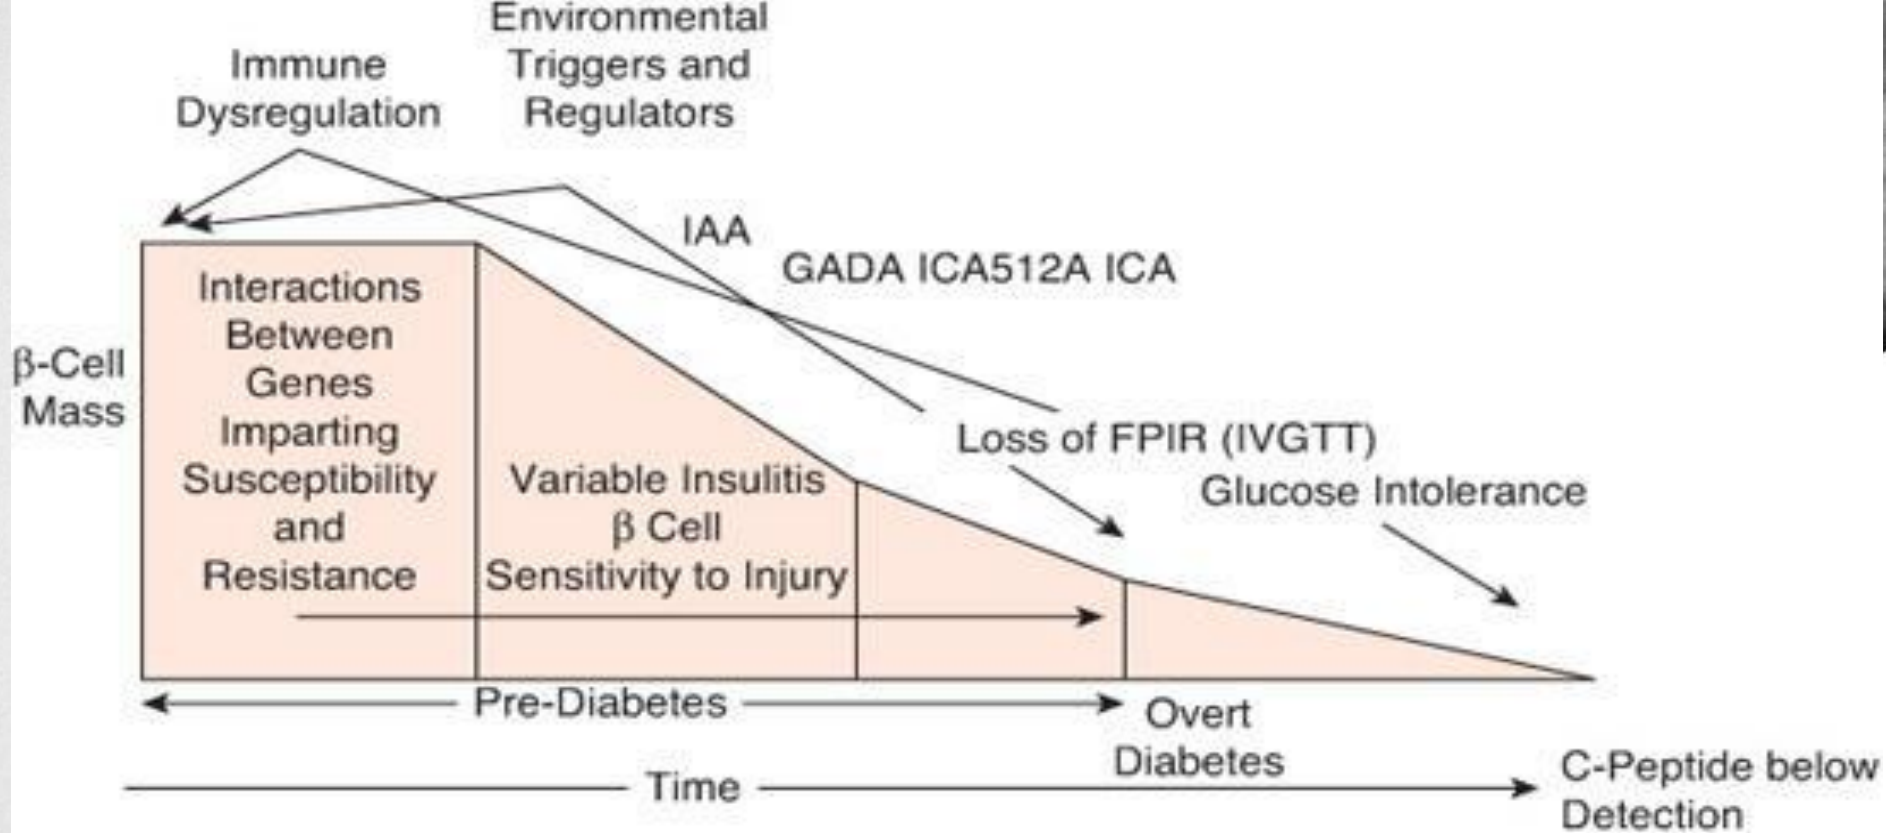 Environmental
Triggers and
Regulators
Immune
Dysregulation
IAA
GADA ICA512A ICA
Interactions
Between
Genes
Imparting
Susceptibility
and
Resistance
β-Cell
Mass
Variable Insulitis
β Cell
Sensitivity to Injury
Loss of FPIR (IVGTT)
Glucose Intolerance
Pre-Diabetes
Overt
Diabetes
Time
C-Peptide below
Detection